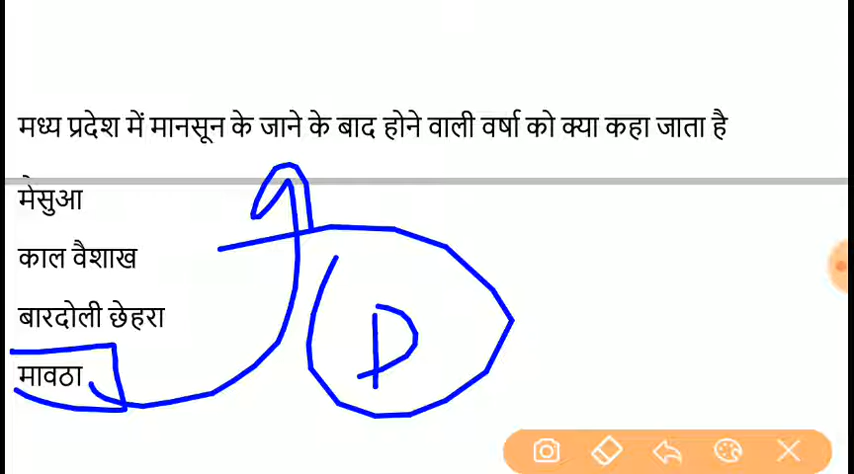 मध्य प्रदेश में मानसून के जाने के बाद होने वाली वर्षा को क्या कहा जाता है
मेसुआ
काल वैशाख
बारदोली छेहरा
मावठा
D